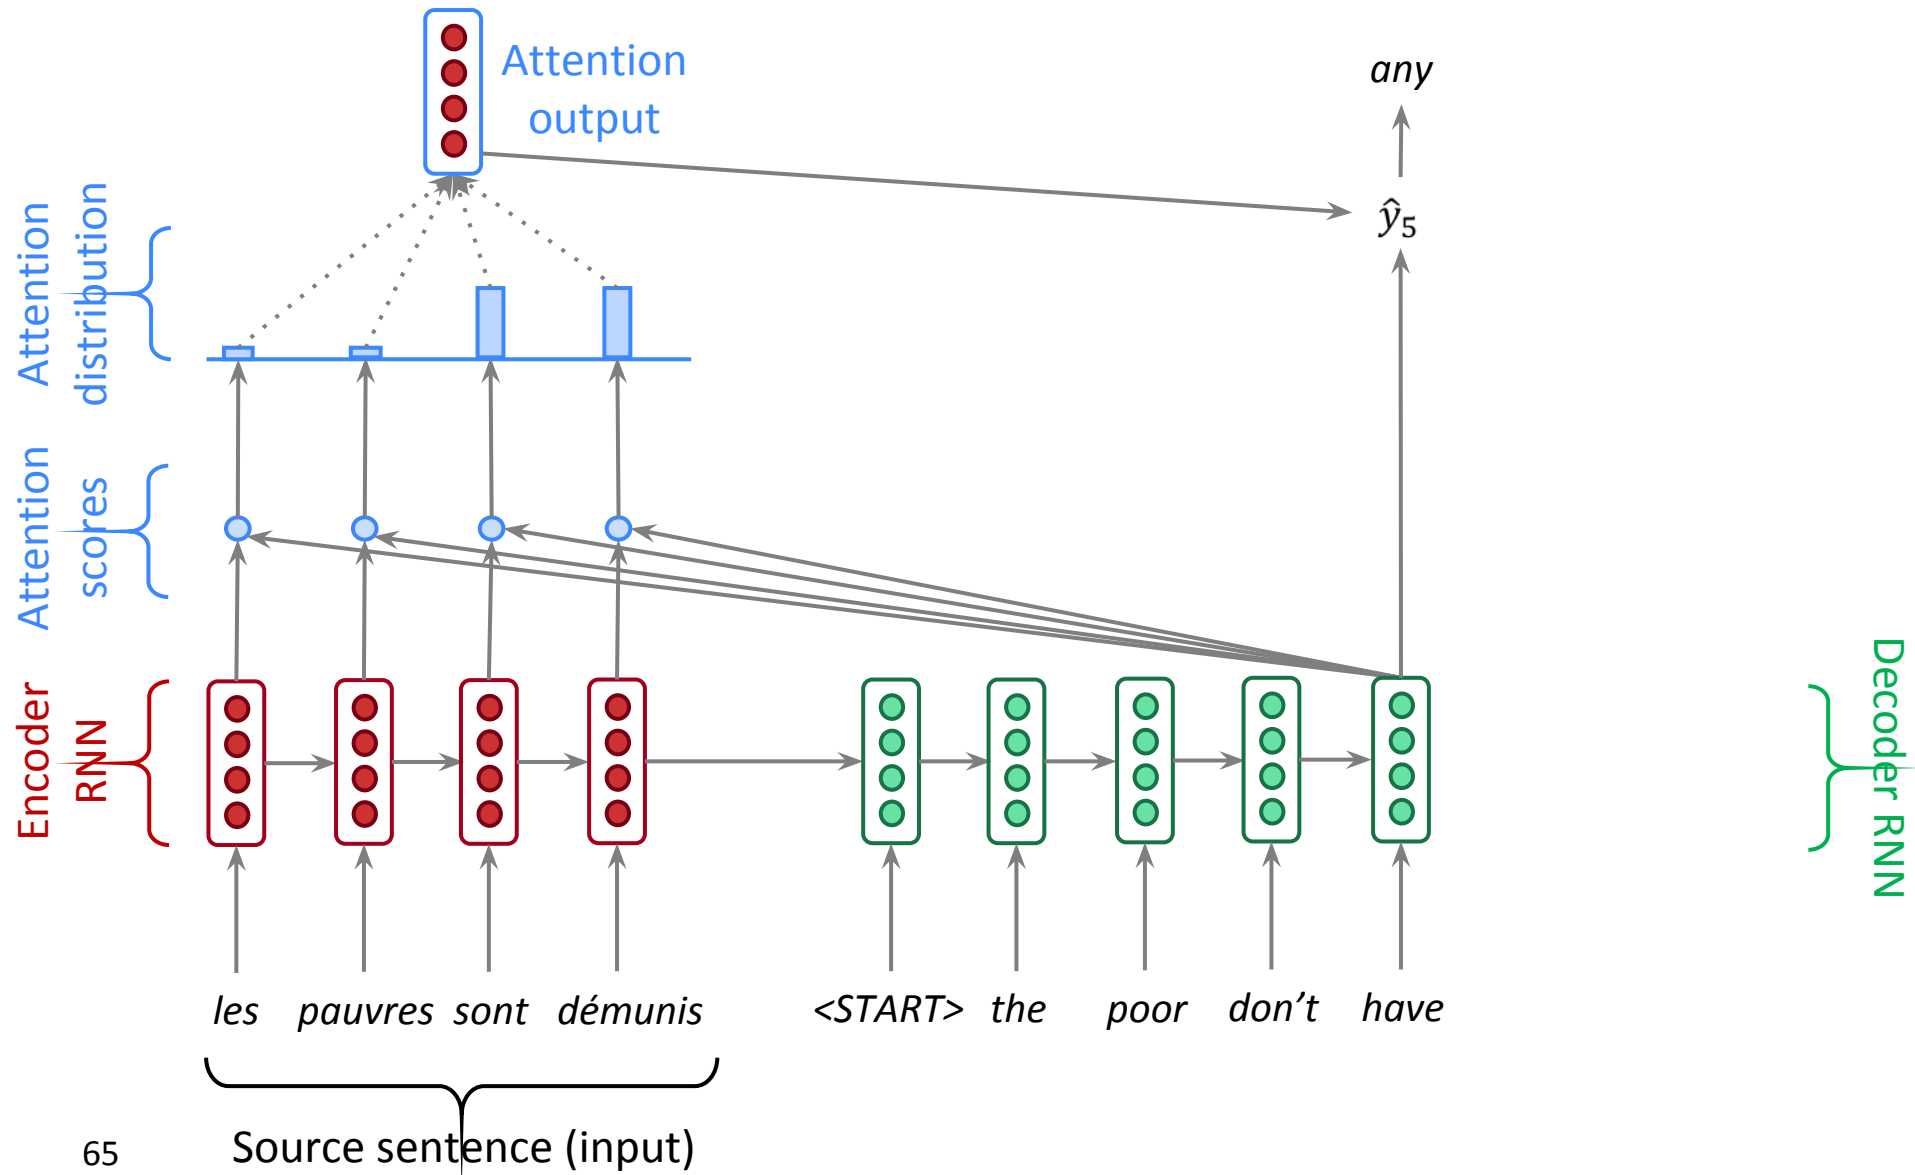 Attention
output
any
ŷ₅
Attention
distribution
Attention
scores
Encoder
RNN
Decoder RNN
les pauvres sont démunis <START> the poor don’t have
Source sentence (input)
65